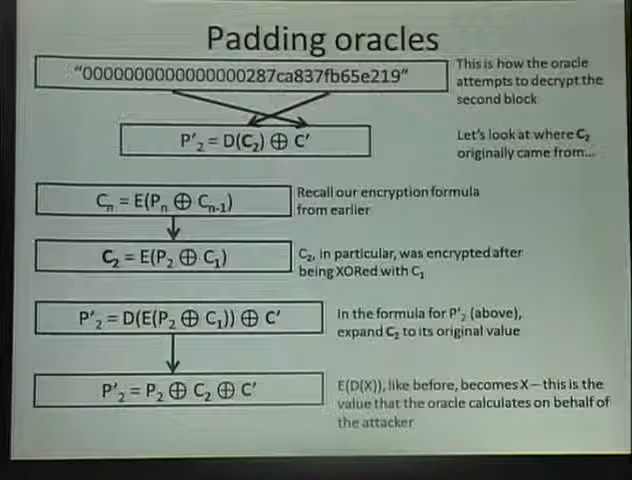 Padding oracles
"0000000000000000287ca837fb65e219"
This is how the oracle
attempts to decrypt the
second block
P'₂ = D(C₂) ⊕ C'
Let's look at where C₂
originally came from...
Cₙ = E(Pₙ ⊕ Cₙ₋₁)
Recall our encryption formula
from earlier
C₂ = E(P₂ ⊕ C₁)
C₂, in particular, was encrypted after
being XORed with C₁
P'₂ = D(E(P₂ ⊕ C₁)) ⊕ C'
In the formula for P'₂ (above),
expand C₂ to its original value
P'₂ = P₂ ⊕ C₂ ⊕ C'
E(D(X)), like before, becomes X – this is the
value that the oracle calculates on behalf of
the attacker